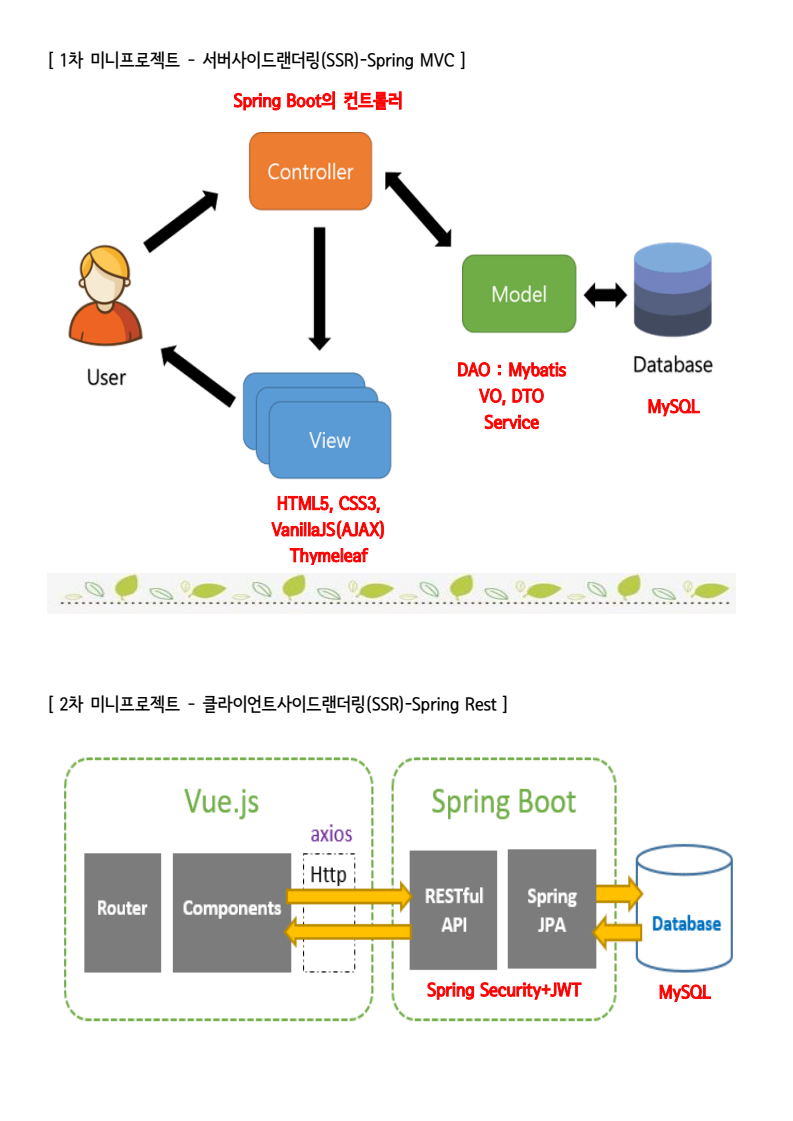 [ 1차 미니프로젝트 - 서버사이드랜더링(SSR)-Spring MVC ]
Spring Boot의 컨트롤러
Controller
Model
User
DAO : Mybatis
VO, DTO
Service
Database
MySQL
View
HTML5, CSS3,
VanillaJS(AJAX)
Thymeleaf
[ 2차 미니프로젝트 - 클라이언트사이드랜더링(SSR)-Spring Rest ]
Vue.js
Spring Boot
axios
Http
Router
Components
RESTful
API
Spring
JPA
Database
Spring Security+JWT
MySQL